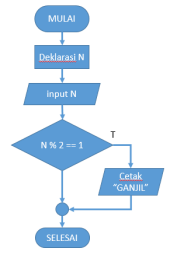 MULAI
Deklarasi N
input N
N % 2 == 1
T
Cetak
"GANJIL"
SELESAI